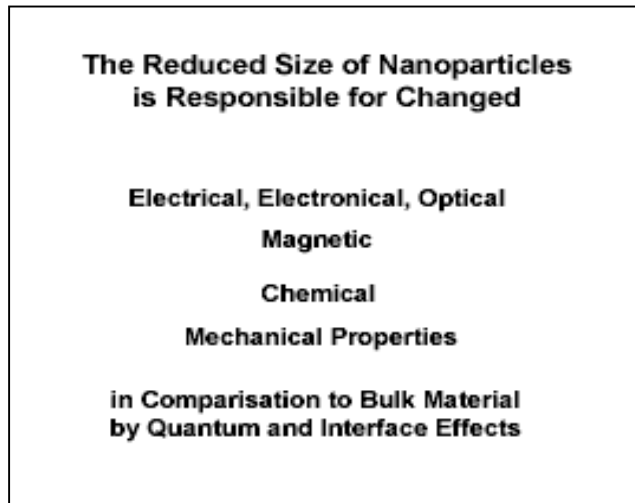 The Reduced Size of Nanoparticles
is Responsible for Changed
Electrical, Electronical, Optical
Magnetic
Chemical
Mechanical Properties
in Comparisation to Bulk Material
by Quantum and Interface Effects